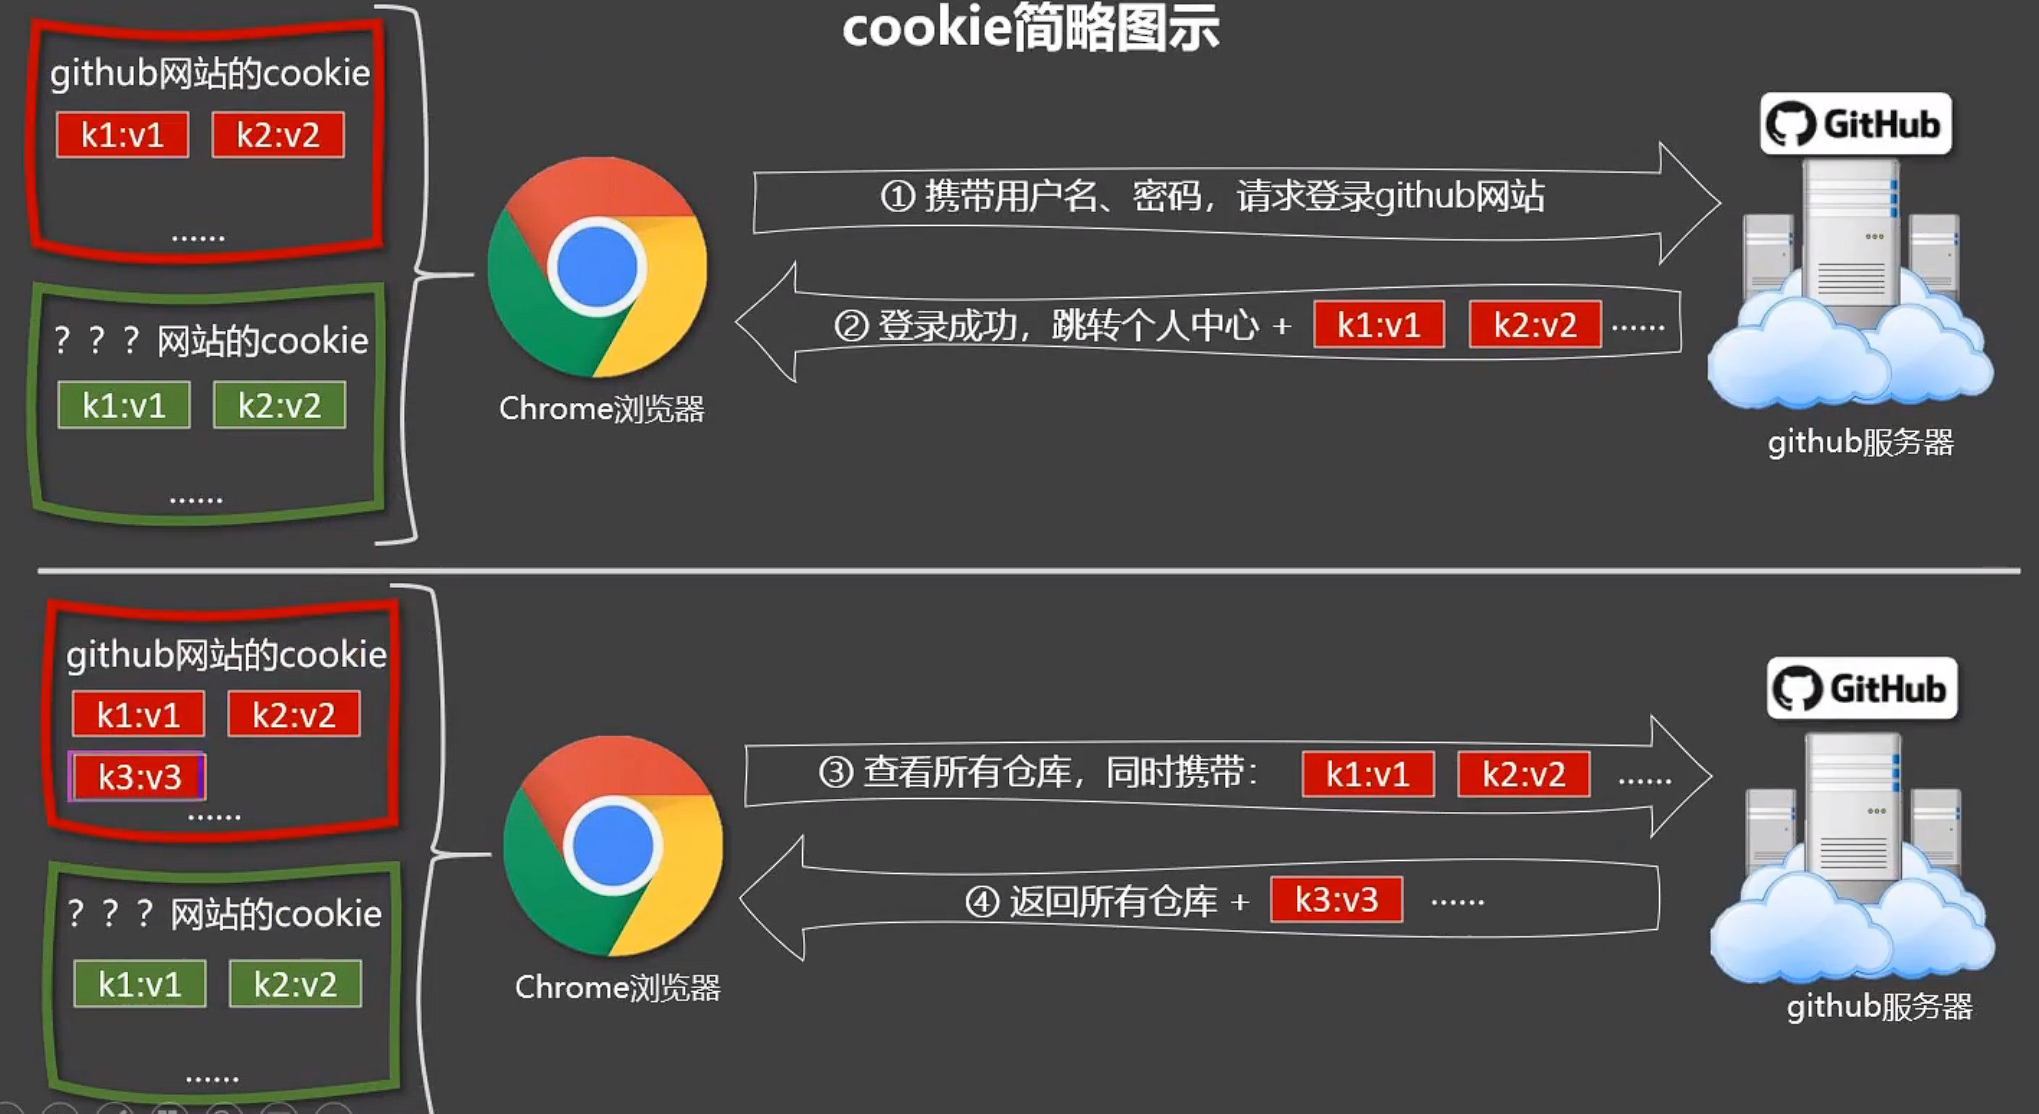 cookie简略图示
github网站的cookie
k1:v1 k2:v2
......
？？？网站的cookie
k1:v1 k2:v2
......
Chrome浏览器
① 携带用户名、密码，请求登录github网站
② 登录成功，跳转个人中心 + k1:v1 k2:v2 ......
GitHub
github服务器
github网站的cookie
k1:v1 k2:v2
k3:v3
......
？？？网站的cookie
k1:v1 k2:v2
......
Chrome浏览器
③ 查看所有仓库，同时携带： k1:v1 k2:v2 ......
④ 返回所有仓库 + k3:v3 ......
GitHub
github服务器